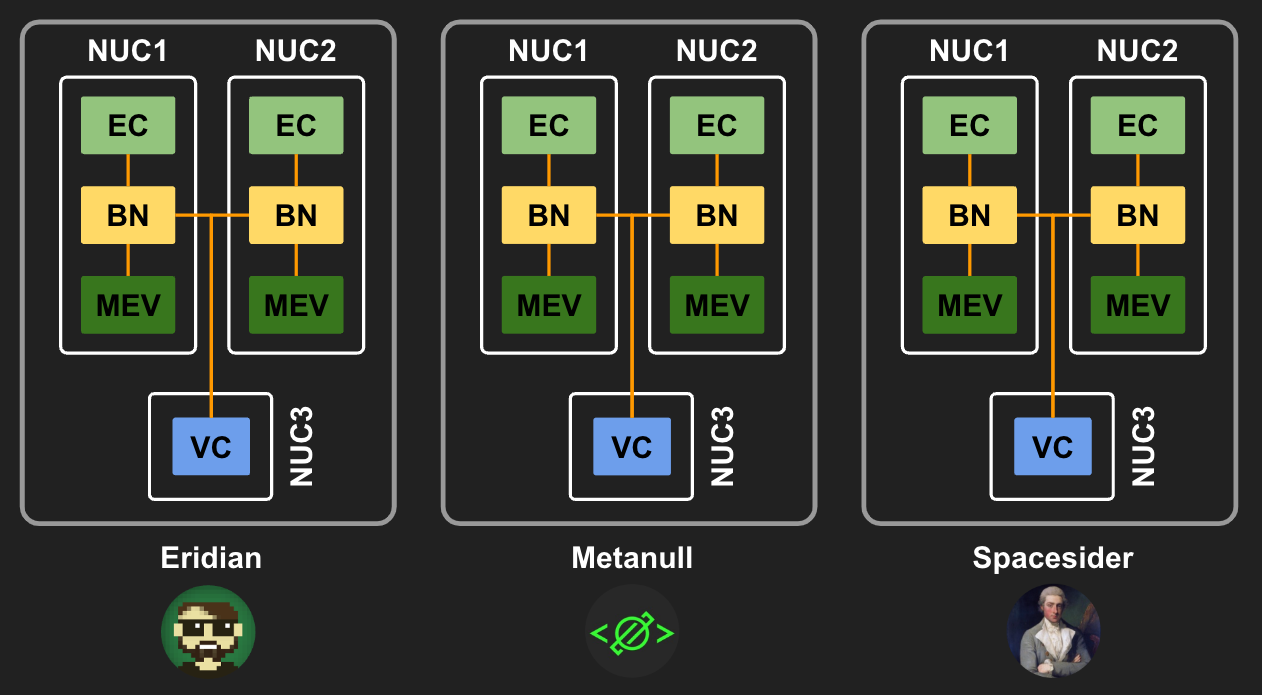 NUC1 NUC2
EC EC
BN BN
MEV MEV
VC
NUC3
Eridian
NUC1 NUC2
EC EC
BN BN
MEV MEV
VC
NUC3
Metanull
NUC1 NUC2
EC EC
BN BN
MEV MEV
VC
NUC3
Spacesider